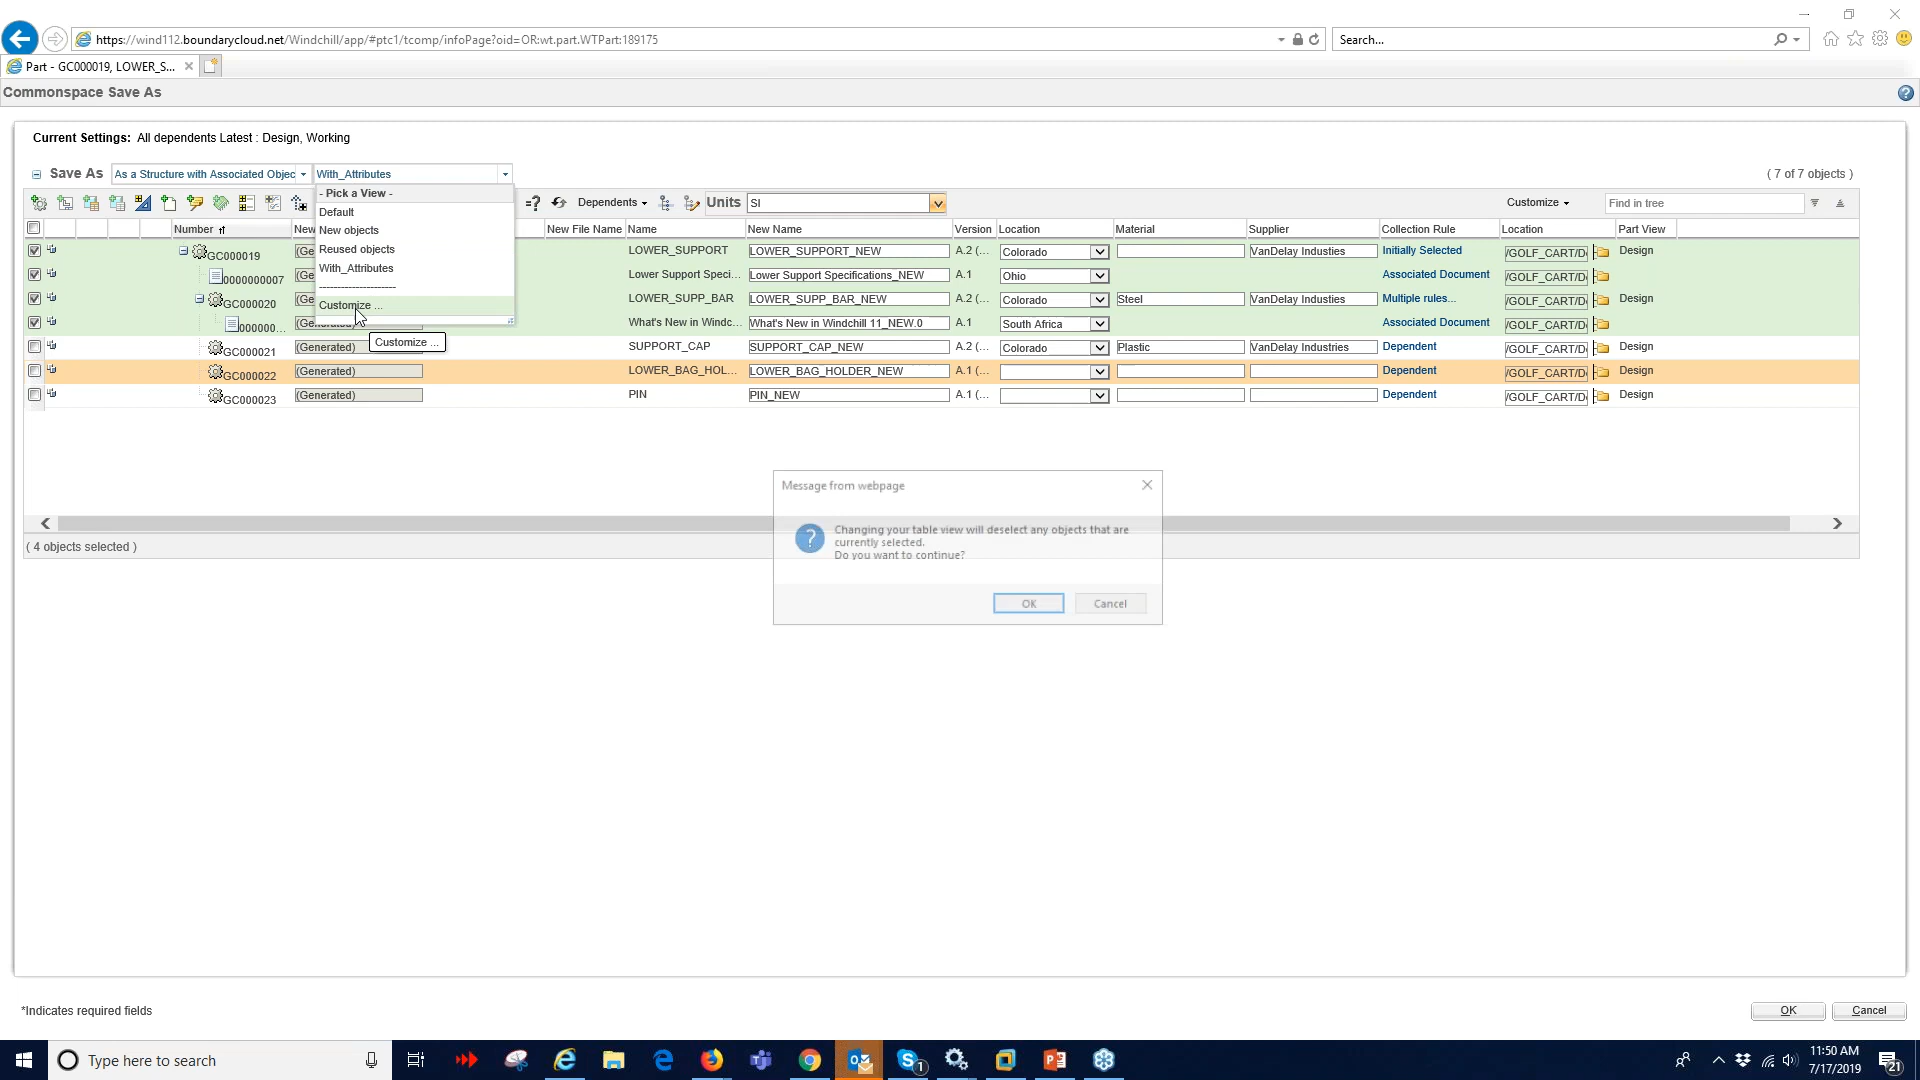 https://wind112.boundarycloud.net/Windchill/app/#ptc1/tcomp/infoPage?oid=OR:wt.part.WTPart:189175
Search...
Part - GC000019, LOWER_S...
Commonspace Save As
Current Settings: All dependents Latest : Design, Working
Save As As a Structure with Associated Objec With_Attributes ( 7 of 7 objects )
- Pick a View -
Default
New objects
Reused objects
With_Attributes
----------------------
Customize ...
Customize ...
Dependents Units SI Customize Find in tree
Number New File Name Name New Name Version Location Material Supplier Collection Rule Location Part View
GC000019 LOWER_SUPPORT LOWER_SUPPORT_NEW A.2 (... Colorado VanDelay Industies Initially Selected /GOLF_CART/D Design
0000000007 Lower Support Speci... Lower Support Specifications_NEW A.1 Ohio Associated Document /GOLF_CART/D
GC000020 LOWER_SUPP_BAR LOWER_SUPP_BAR_NEW A.2 (... Colorado Steel VanDelay Industies Multiple rules... /GOLF_CART/D Design
000000... (Generated) What's New in Windc... What's New in Windchill 11_NEW.0 A.1 South Africa Associated Document /GOLF_CART/D
GC000021 (Generated) SUPPORT_CAP SUPPORT_CAP_NEW A.2 (... Colorado Plastic VanDelay Industries Dependent /GOLF_CART/D Design
GC000022 (Generated) LOWER_BAG_HOL... LOWER_BAG_HOLDER_NEW A.1 (... Dependent /GOLF_CART/D Design
GC000023 (Generated) PIN PIN_NEW A.1 (... Dependent /GOLF_CART/D Design
Message from webpage
Changing your table view will deselect any objects that are
currently selected.
Do you want to continue?
OK Cancel
( 4 objects selected )
*Indicates required fields
OK Cancel
Type here to search
1
11:50 AM
7/17/2019
21